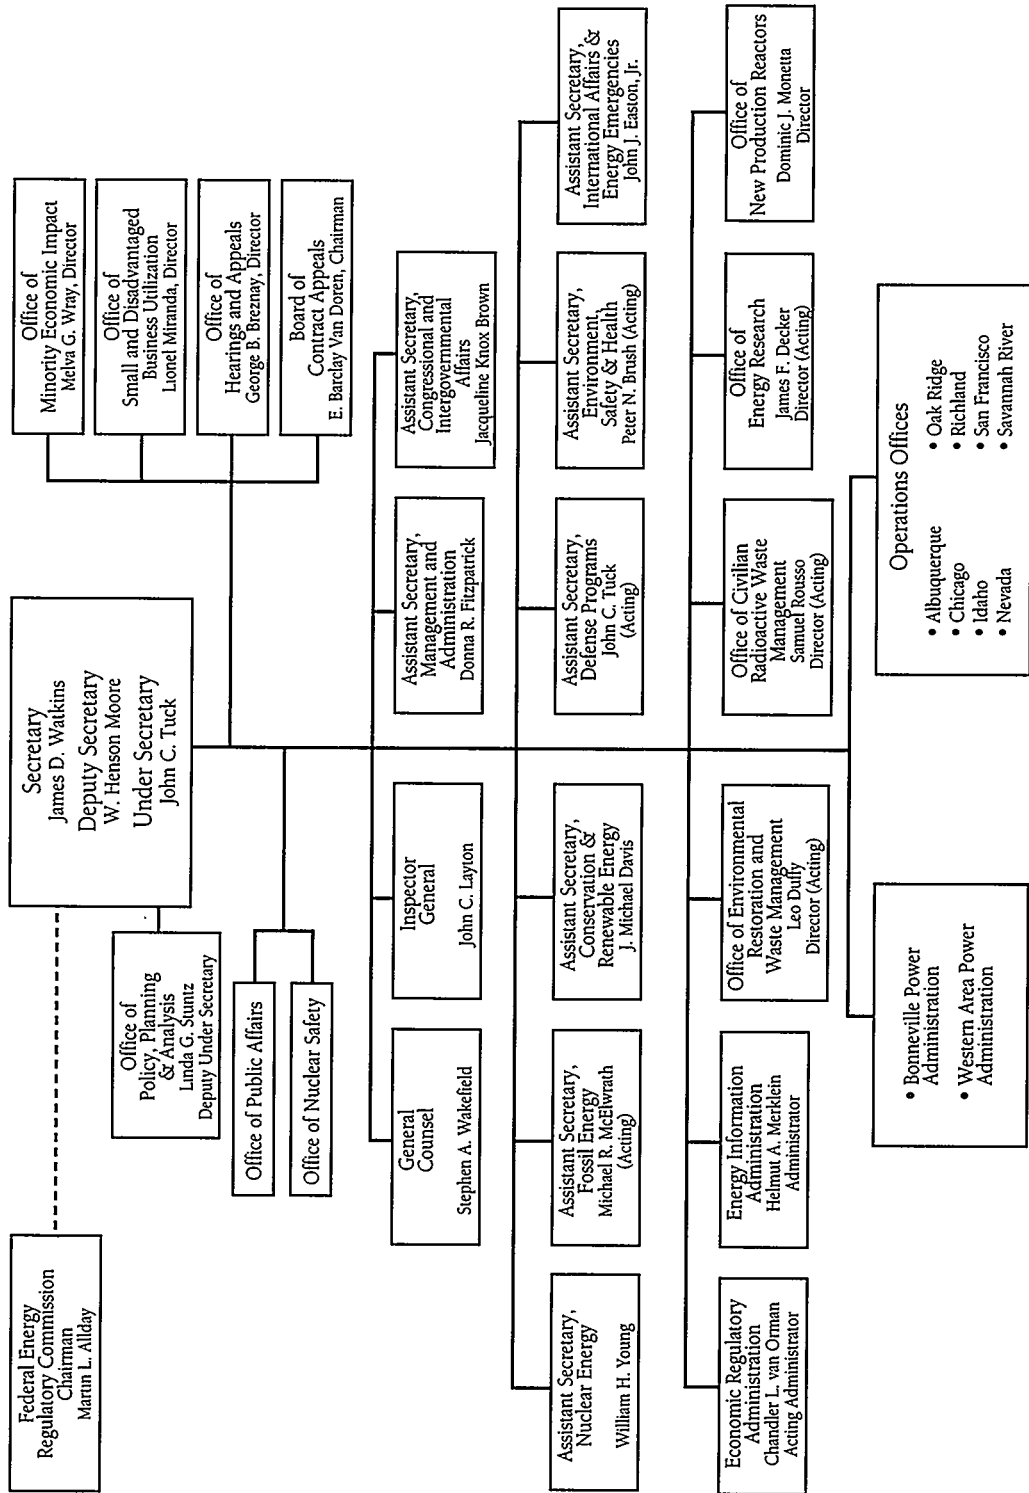 Federal Energy
Regulatory Commission
Chairman
Martin L. Allday
Secretary
James D. Watkins
Deputy Secretary
W. Henson Moore
Under Secretary
John C. Tuck
Office of
Minority Economic Impact
Melva G. Wray, Director
Office of
Small and Disadvantaged
Business Utilization
Lionel Miranda, Director
Office of
Hearings and Appeals
George B. Breznay, Director
Board of
Contract Appeals
E. Barclay Van Doren, Chairman
Office of
Policy, Planning
& Analysis
Linda G. Stuntz
Deputy Under Secretary
Office of Public Affairs
Office of Nuclear Safety
General
Counsel
Stephen A. Wakefield
Inspector
General
John C. Layton
Assistant Secretary,
Management and
Administration
Donna R. Fitzpatrick
Assistant Secretary,
Congressional and
Intergovernmental
Affairs
Jacqueline Knox Brown
Assistant Secretary,
Nuclear Energy
William H. Young
Assistant Secretary,
Fossil Energy
Michael R. McElwrath
(Acting)
Assistant Secretary,
Conservation &
Renewable Energy
J. Michael Davis
Assistant Secretary,
Defense Programs
John C. Tuck
(Acting)
Assistant Secretary,
Environment,
Safety & Health
Peter N. Brush (Acting)
Assistant Secretary,
International Affairs &
Energy Emergencies
John J. Easton, Jr.
Economic Regulatory
Administration
Chandler L. van Orman
Acting Administrator
Energy Information
Administration
Helmut A. Merklein
Administrator
Office of Environmental
Restoration and
Waste Management
Leo Duffy
Director (Acting)
Office of Civilian
Radioactive Waste
Management
Samuel Rousso
Director (Acting)
Office of
Energy Research
James F. Decker
Director (Acting)
Office of
New Production Reactors
Dominic J. Monetta
Director
• Bonneville Power
Administration
• Western Area Power
Administration
Operations Offices
• Albuquerque
• Chicago
• Idaho
• Nevada
• Oak Ridge
• Richland
• San Francisco
• Savannah River